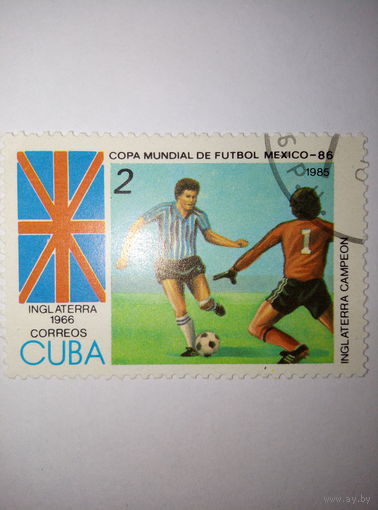 COPA MUNDIAL DE FUTBOL MEXICO-86
2
1985
1
INGLATERRA
1966
CORREOS
CUBA
INGLATERRA CAMPEON
www.ay.by